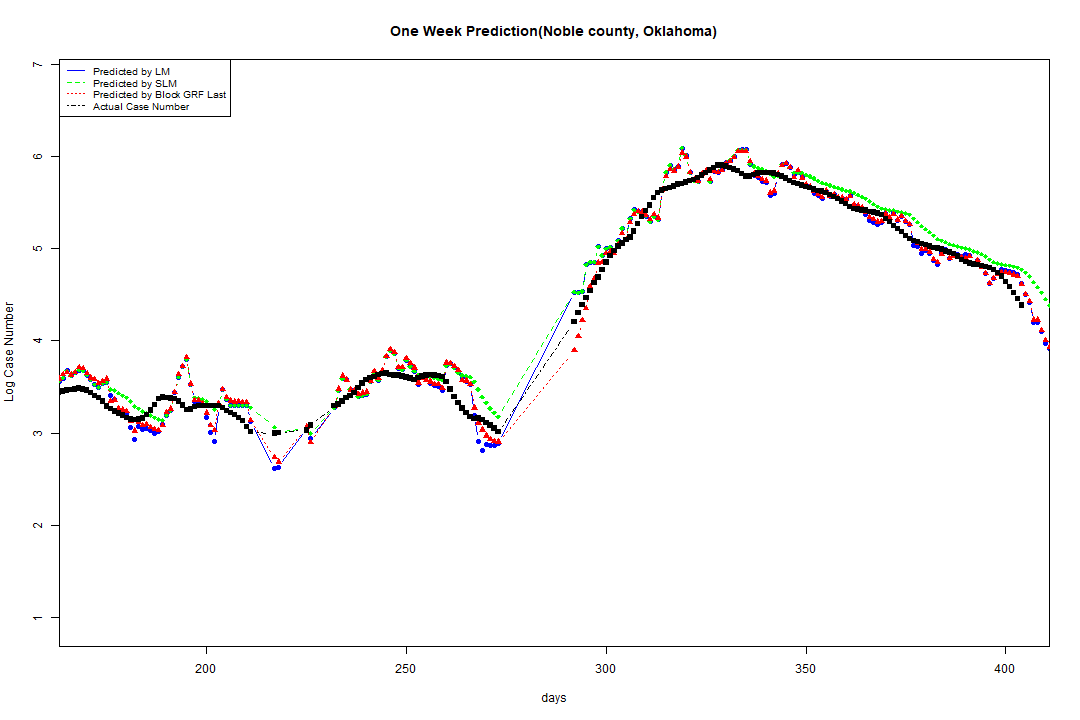 One Week Prediction(Noble county, Oklahoma)
7
Predicted by LM
Predicted by SLM
Predicted by Block GRF Last
Actual Case Number
6
5
4
3
2
1
Log Case Number
200
250
300
350
400
days